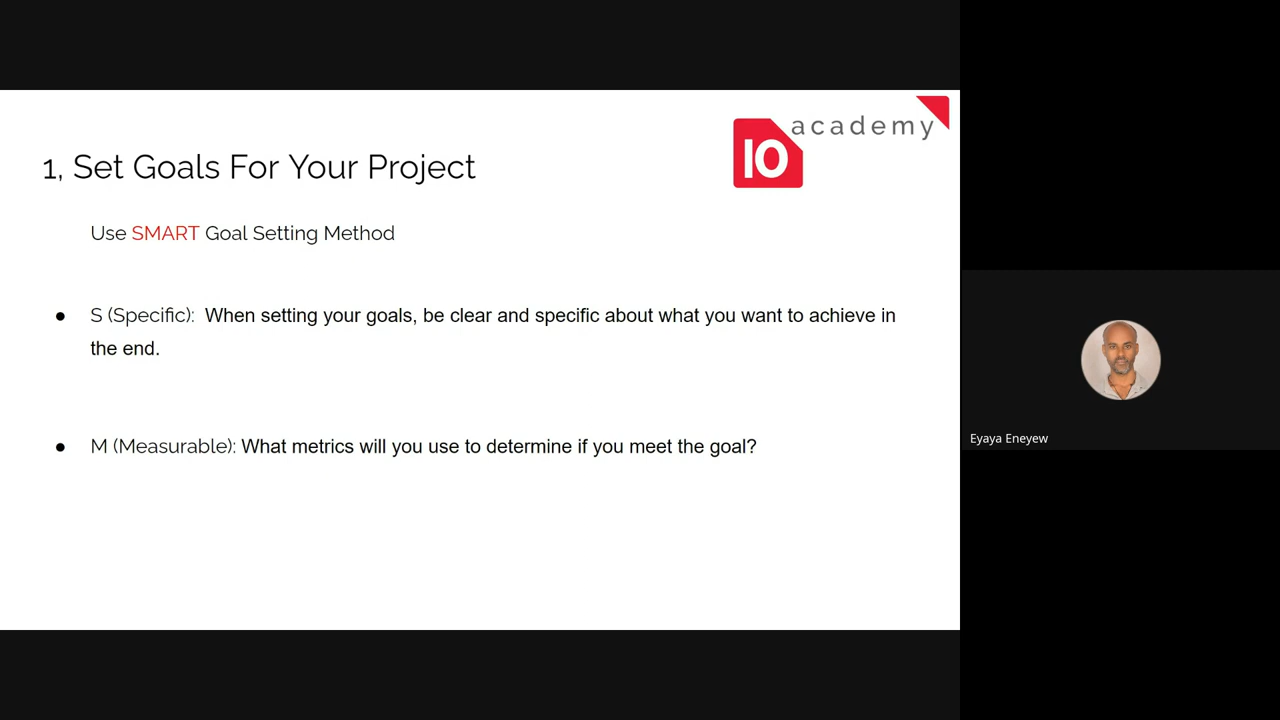 academy
10
1, Set Goals For Your Project
Use SMART Goal Setting Method
● S (Specific): When setting your goals, be clear and specific about what you want to achieve in
the end.
● M (Measurable): What metrics will you use to determine if you meet the goal?
Eyaya Eneyew